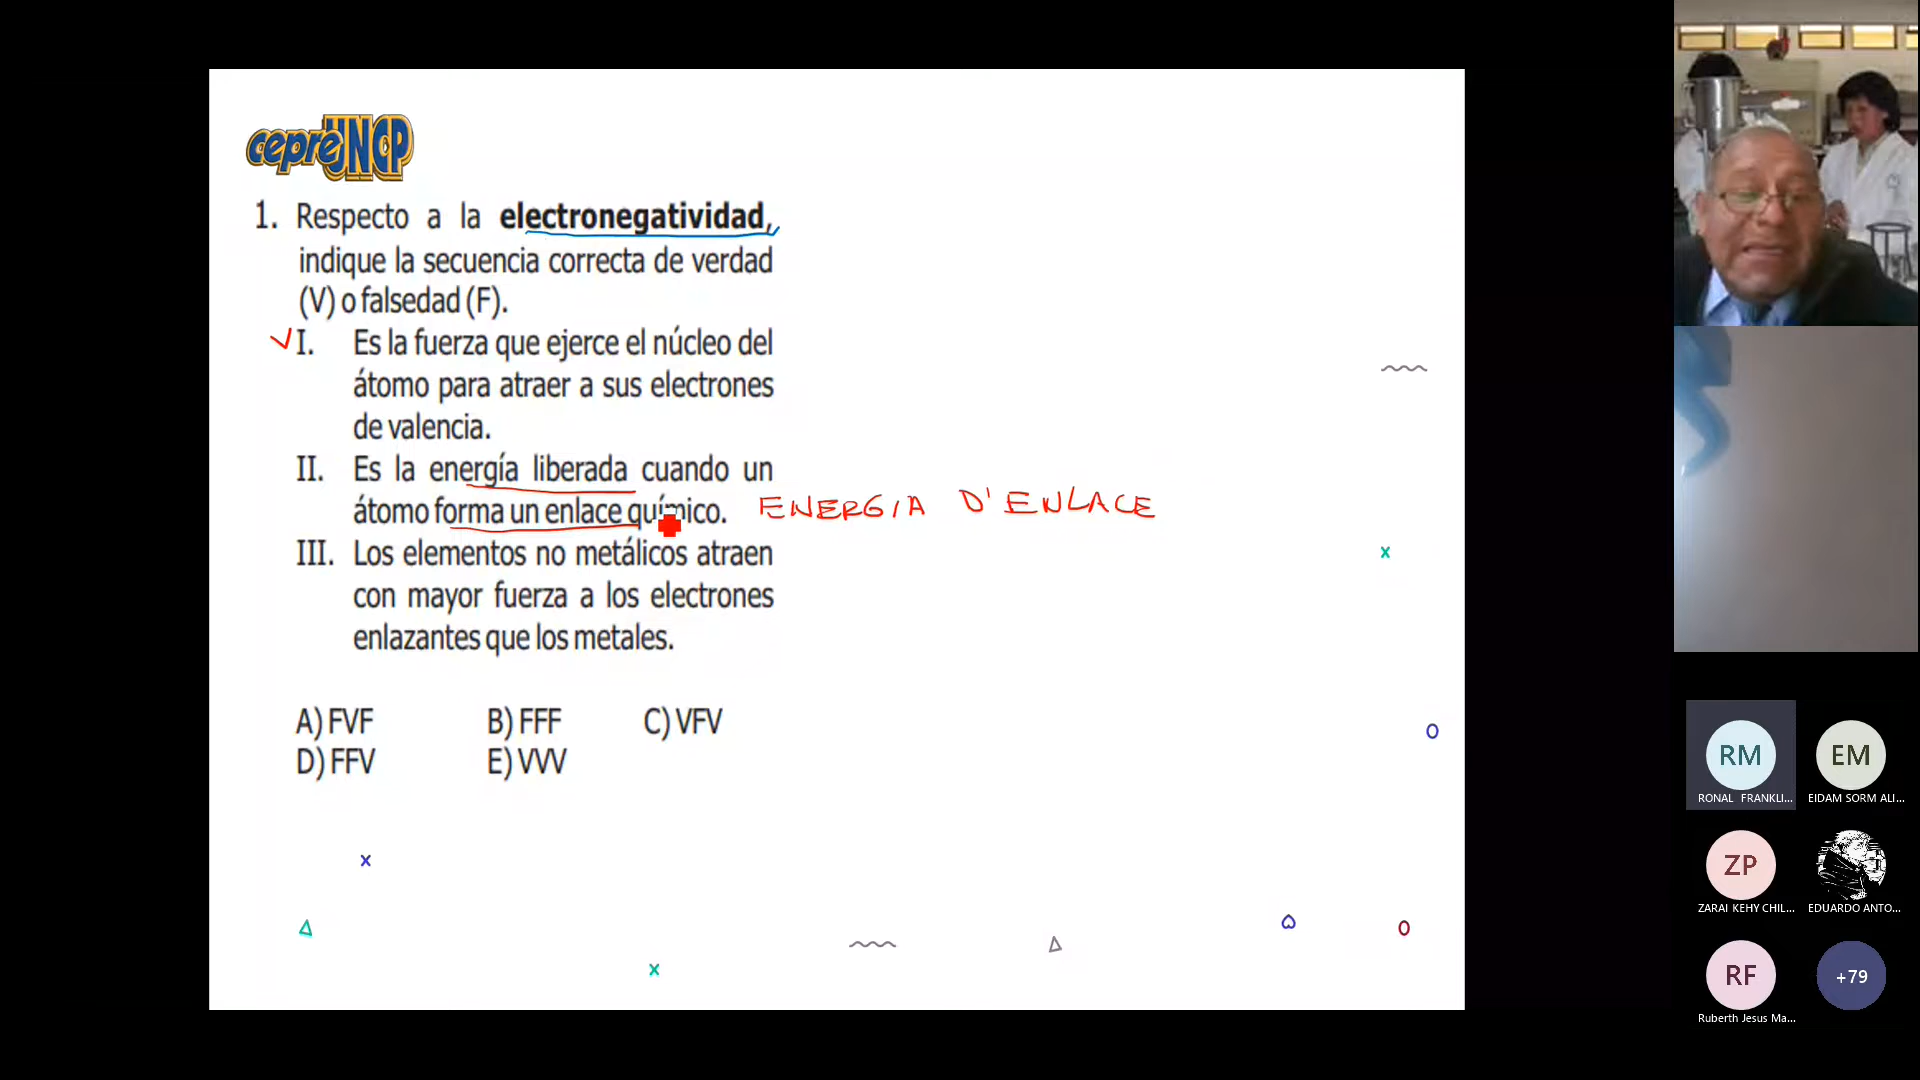 cepreUNCP
1. Respecto a la electronegatividad,
indique la secuencia correcta de verdad
(V) o falsedad (F).
I. Es la fuerza que ejerce el núcleo del
átomo para atraer a sus electrones
de valencia.
II. Es la energía liberada cuando un
átomo forma un enlace químico.
ENERGIA D'ENLACE
III. Los elementos no metálicos atraen
con mayor fuerza a los electrones
enlazantes que los metales.
A) FVF B) FFF C) VFV
D) FFV E) VVV
RM
RONAL FRANKLI...
EM
EIDAM SORM ALI...
ZP
ZARAI KEHY CHIL...
EDUARDO ANTO...
RF
Ruberth Jesus Ma...
+79